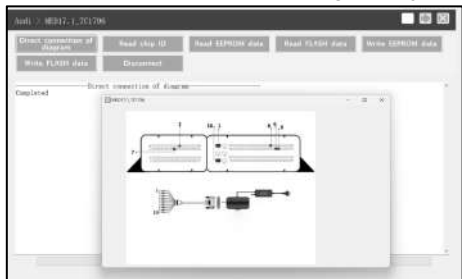 Audi > MED17.1_TC1796
Direct connection of diagram
Read chip ID
Read EEPROM data
Read FLASH data
Write EEPROM data
Write FLASH data
Disconnect
Direct connection of diagram
Completed